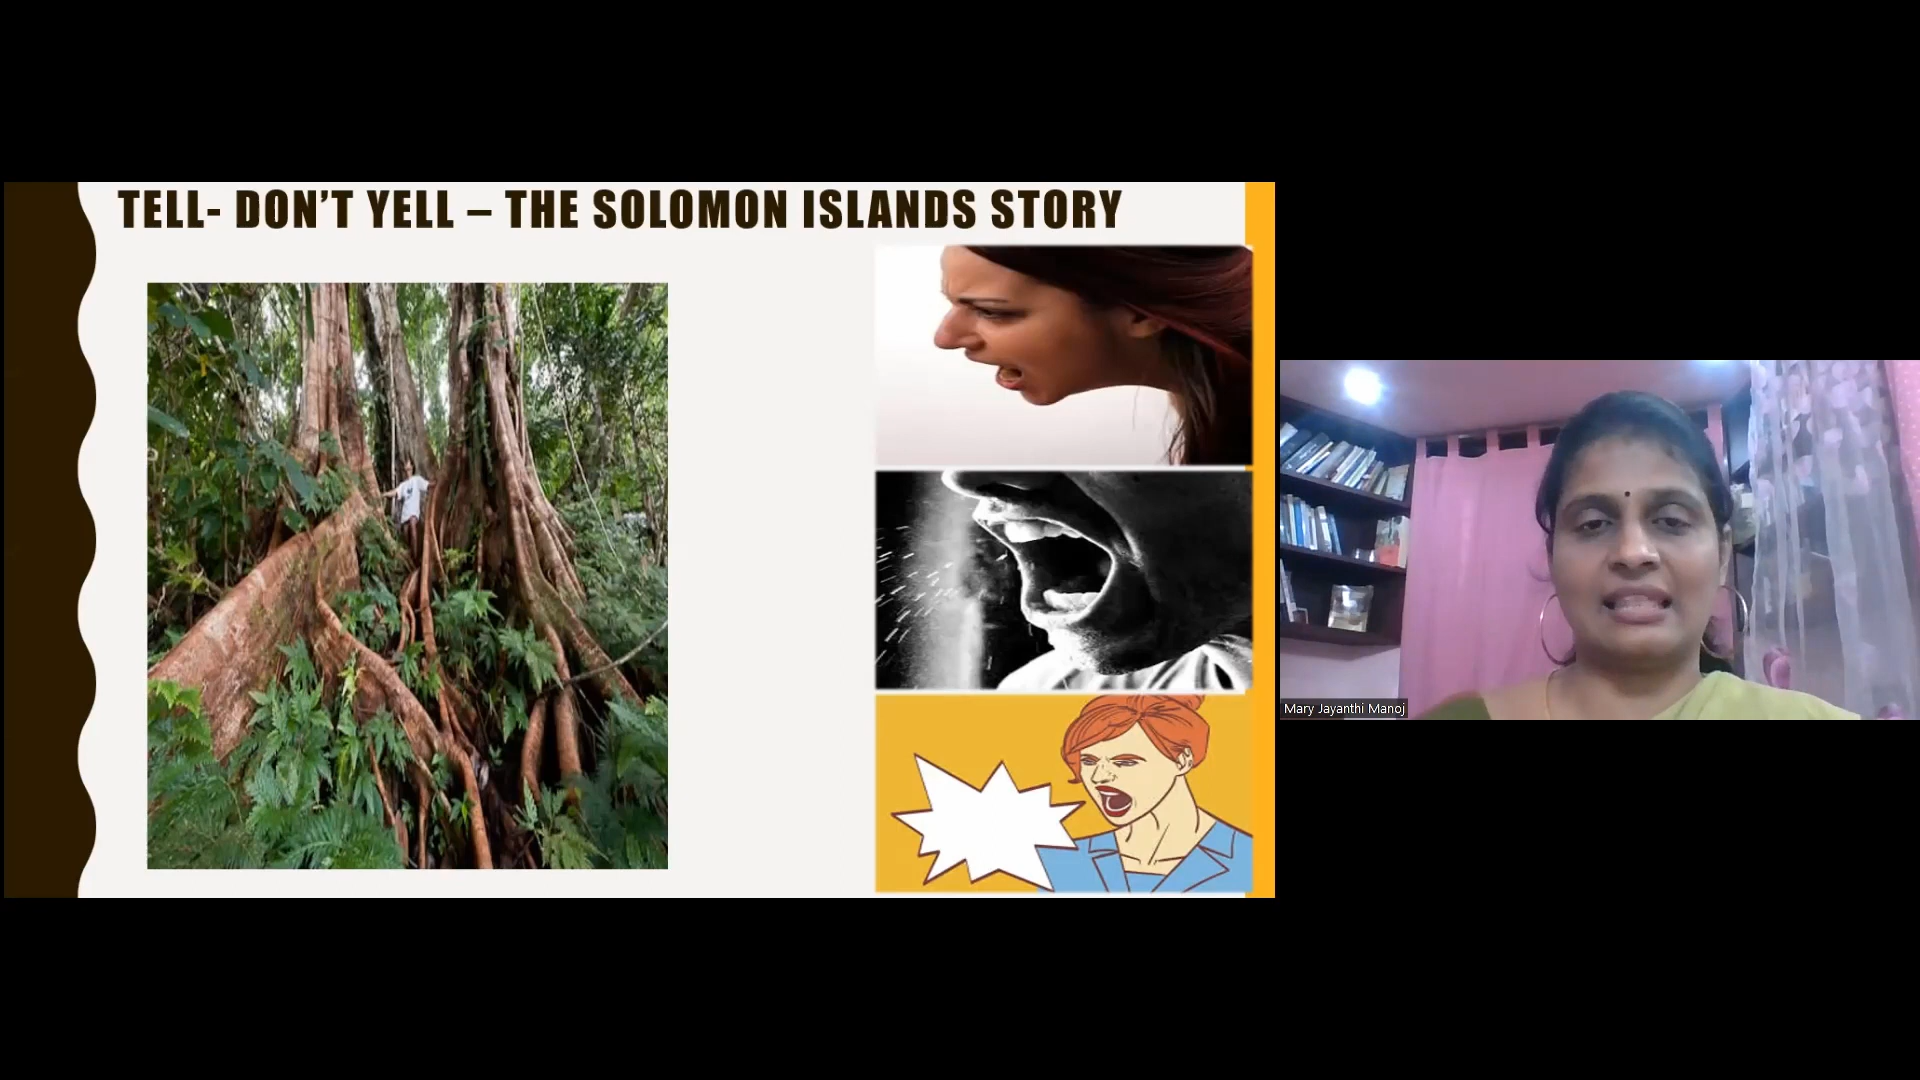 TELL- DON’T YELL – THE SOLOMON ISLANDS STORY
Mary Jayanthi Manoj